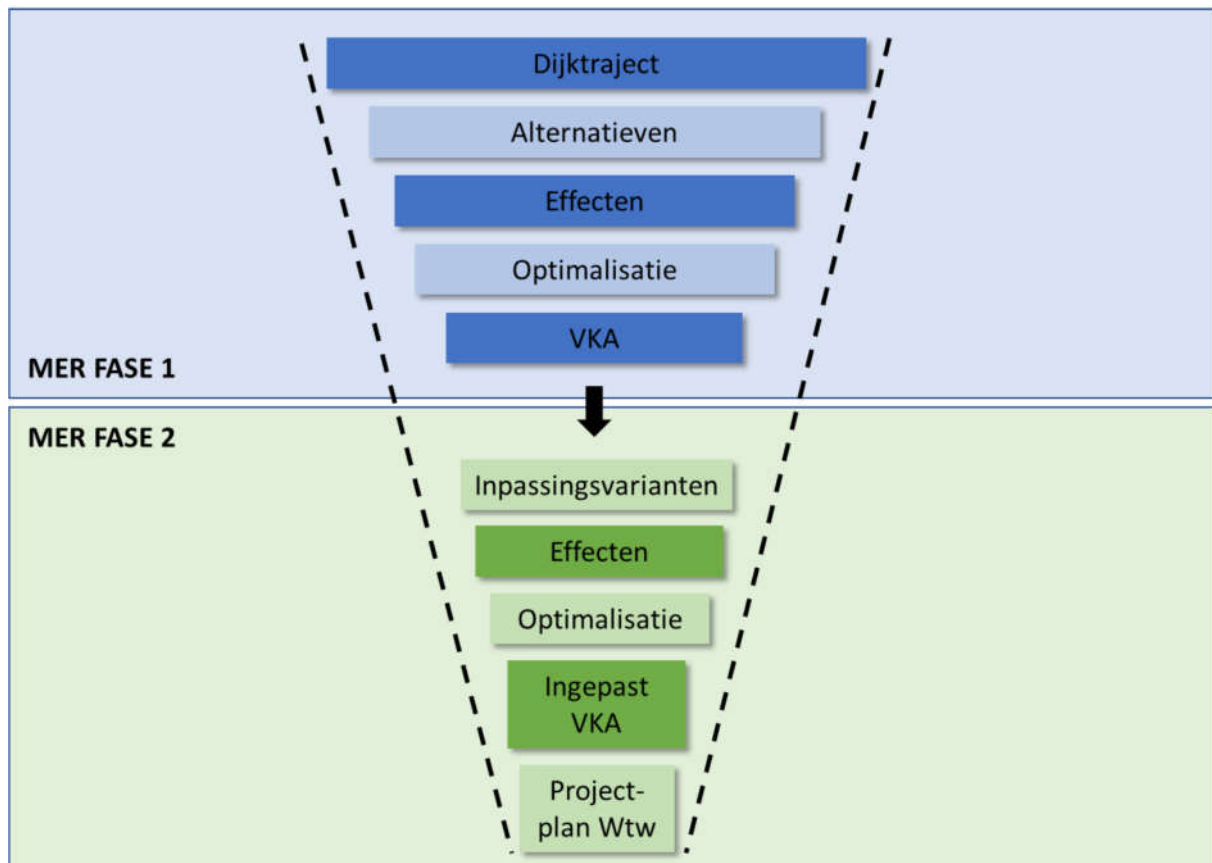 Dijktraject
Alternatieven
Effecten
Optimalisatie
VKA
MER FASE 1
MER FASE 2
Inpassingsvarianten
Effecten
Optimalisatie
Ingepast
VKA
Project-
plan Wtw